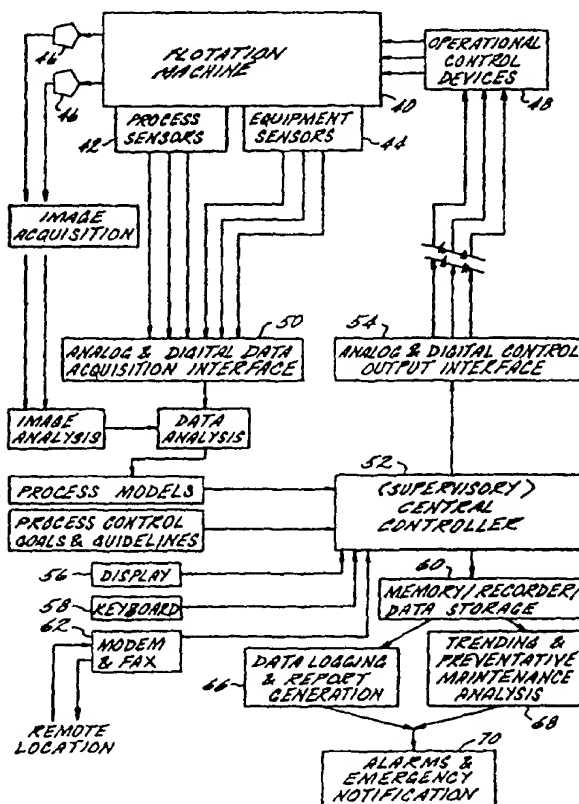 46
46
FLOTATION
MACHINE
40
OPERATIONAL
CONTROL
DEVICES
48
42
PROCESS
SENSORS
EQUIPMENT
SENSORS
44
IMAGE
ACQUISITION
50
ANALOG & DIGITAL DATA
ACQUISITION INTERFACE
54
ANALOG & DIGITAL CONTROL
OUTPUT INTERFACE
IMAGE
ANALYSIS
DATA
ANALYSIS
52
(SUPERVISORY)
CENTRAL
CONTROLLER
PROCESS MODELS
PROCESS CONTROL
GOALS & GUIDELINES
56
DISPLAY
58
KEYBOARD
62
MODEM
& FAX
60
MEMORY/RECORDER/
DATA STORAGE
66
DATA LOGGING
& REPORT
GENERATION
TRENDING &
PREVENTATIVE
MAINTENANCE
ANALYSIS
68
REMOTE
LOCATION
70
ALARMS &
EMERGENCY
NOTIFICATION